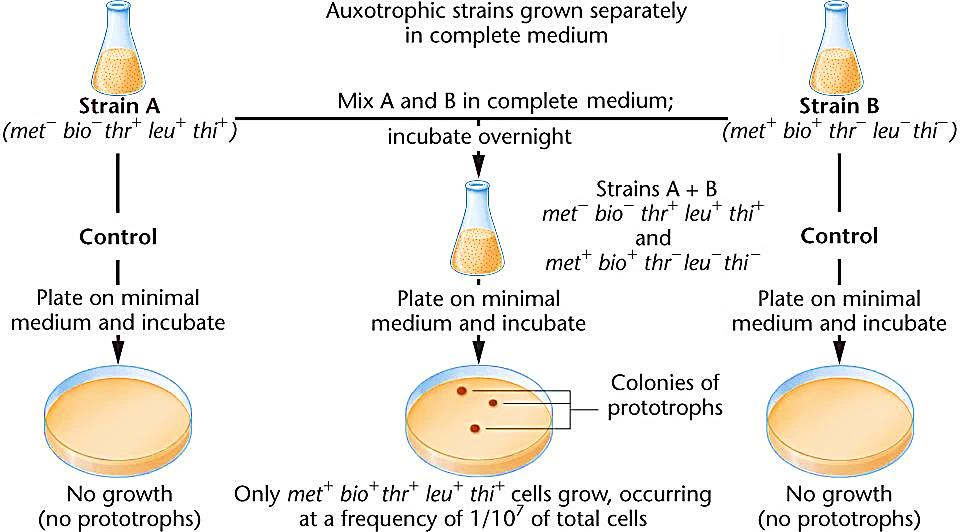 Auxotrophic strains grown separately
in complete medium
Strain A
(met⁻ bio⁻ thr⁺ leu⁺ thi⁺)
Mix A and B in complete medium;
incubate overnight
Strain B
(met⁺ bio⁺ thr⁻ leu⁻ thi⁻)
Strains A + B
met⁻ bio⁻ thr⁺ leu⁺ thi⁺
and
met⁺ bio⁺ thr⁻ leu⁻ thi⁻
Control
Control
Plate on minimal
medium and incubate
Plate on minimal
medium and incubate
Plate on minimal
medium and incubate
Colonies of
prototrophs
No growth
(no prototrophs)
Only met⁺ bio⁺ thr⁺ leu⁺ thi⁺ cells grow, occurring
at a frequency of 1/10⁷ of total cells
No growth
(no prototrophs)